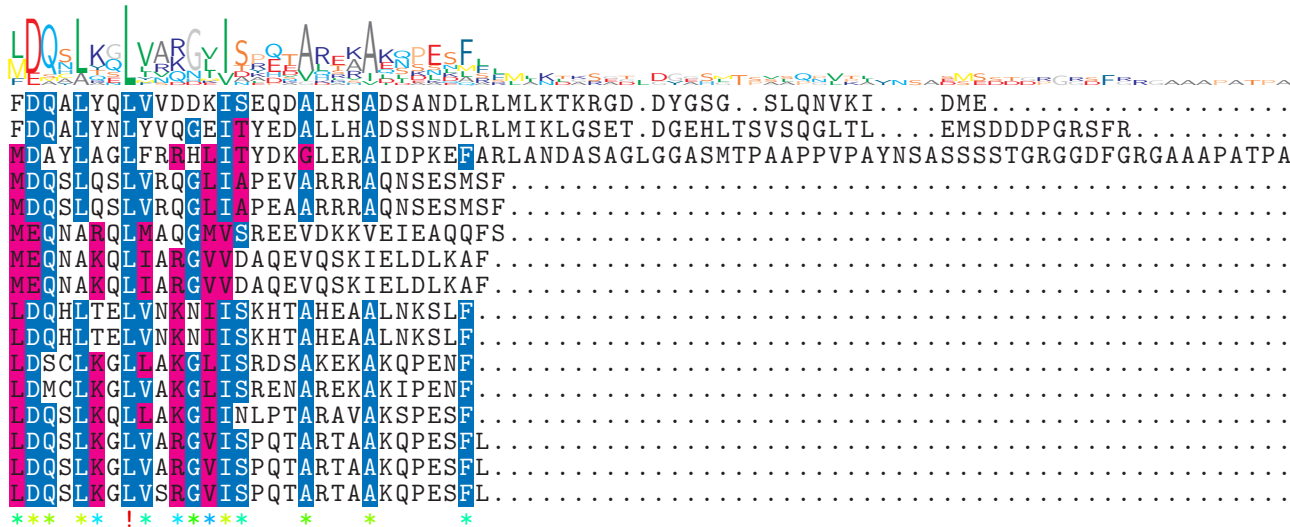 FDQALYQLVVDDKISEQDALHSADSANDLRLMLKTKRGD.DYGSG..SLQNVKI....DME...................
FDQALYNLYVQGEITYEDALLHADSSNDLRLMIKLGSET.DGEHLTSVSQGLTL....EMSDDDPGRSFR..........
MDAYLAGLFRRHLITYDKGLERAIDPKEFARLANDASAGLGGASMTPAAPPVPAYNSASSSSTGRGGDFGRGAAAPATPA
MDQSLQSLVRQGLIAPEVARRRAQNSESMSF.................................................
MDQSLQSLVRQGLIAPEAARRRAQNSESMSF.................................................
MEQNARQLMAQGMVSREEVDKKVEIEAQQFS.................................................
MEQNAKQLIARGVVDAQEVQSKIELDLKAF..................................................
MEQNAKQLIARGVVDAQEVQSKIELDLKAF..................................................
LDQHLTELVNKNIISKHTAHEAALNKSLF...................................................
LDQHLTELVNKNIISKHTAHEAALNKSLF...................................................
LDSCLKGLLAKGLISRDSAKEKAKQPENF...................................................
LDMCLKGLVAKGLISRENAREKAKIPENF...................................................
LDQSLKQLLAKGIINLPTARAVAKSPESF...................................................
LDQSLKGLVARGVISPQTARTAAKQPESFL..................................................
LDQSLKGLVARGVISPQTARTAAKQPESFL..................................................
LDQSLKGLVSRGVISPQTARTAAKQPESFL..................................................
*** ** !* *****   *   *     *